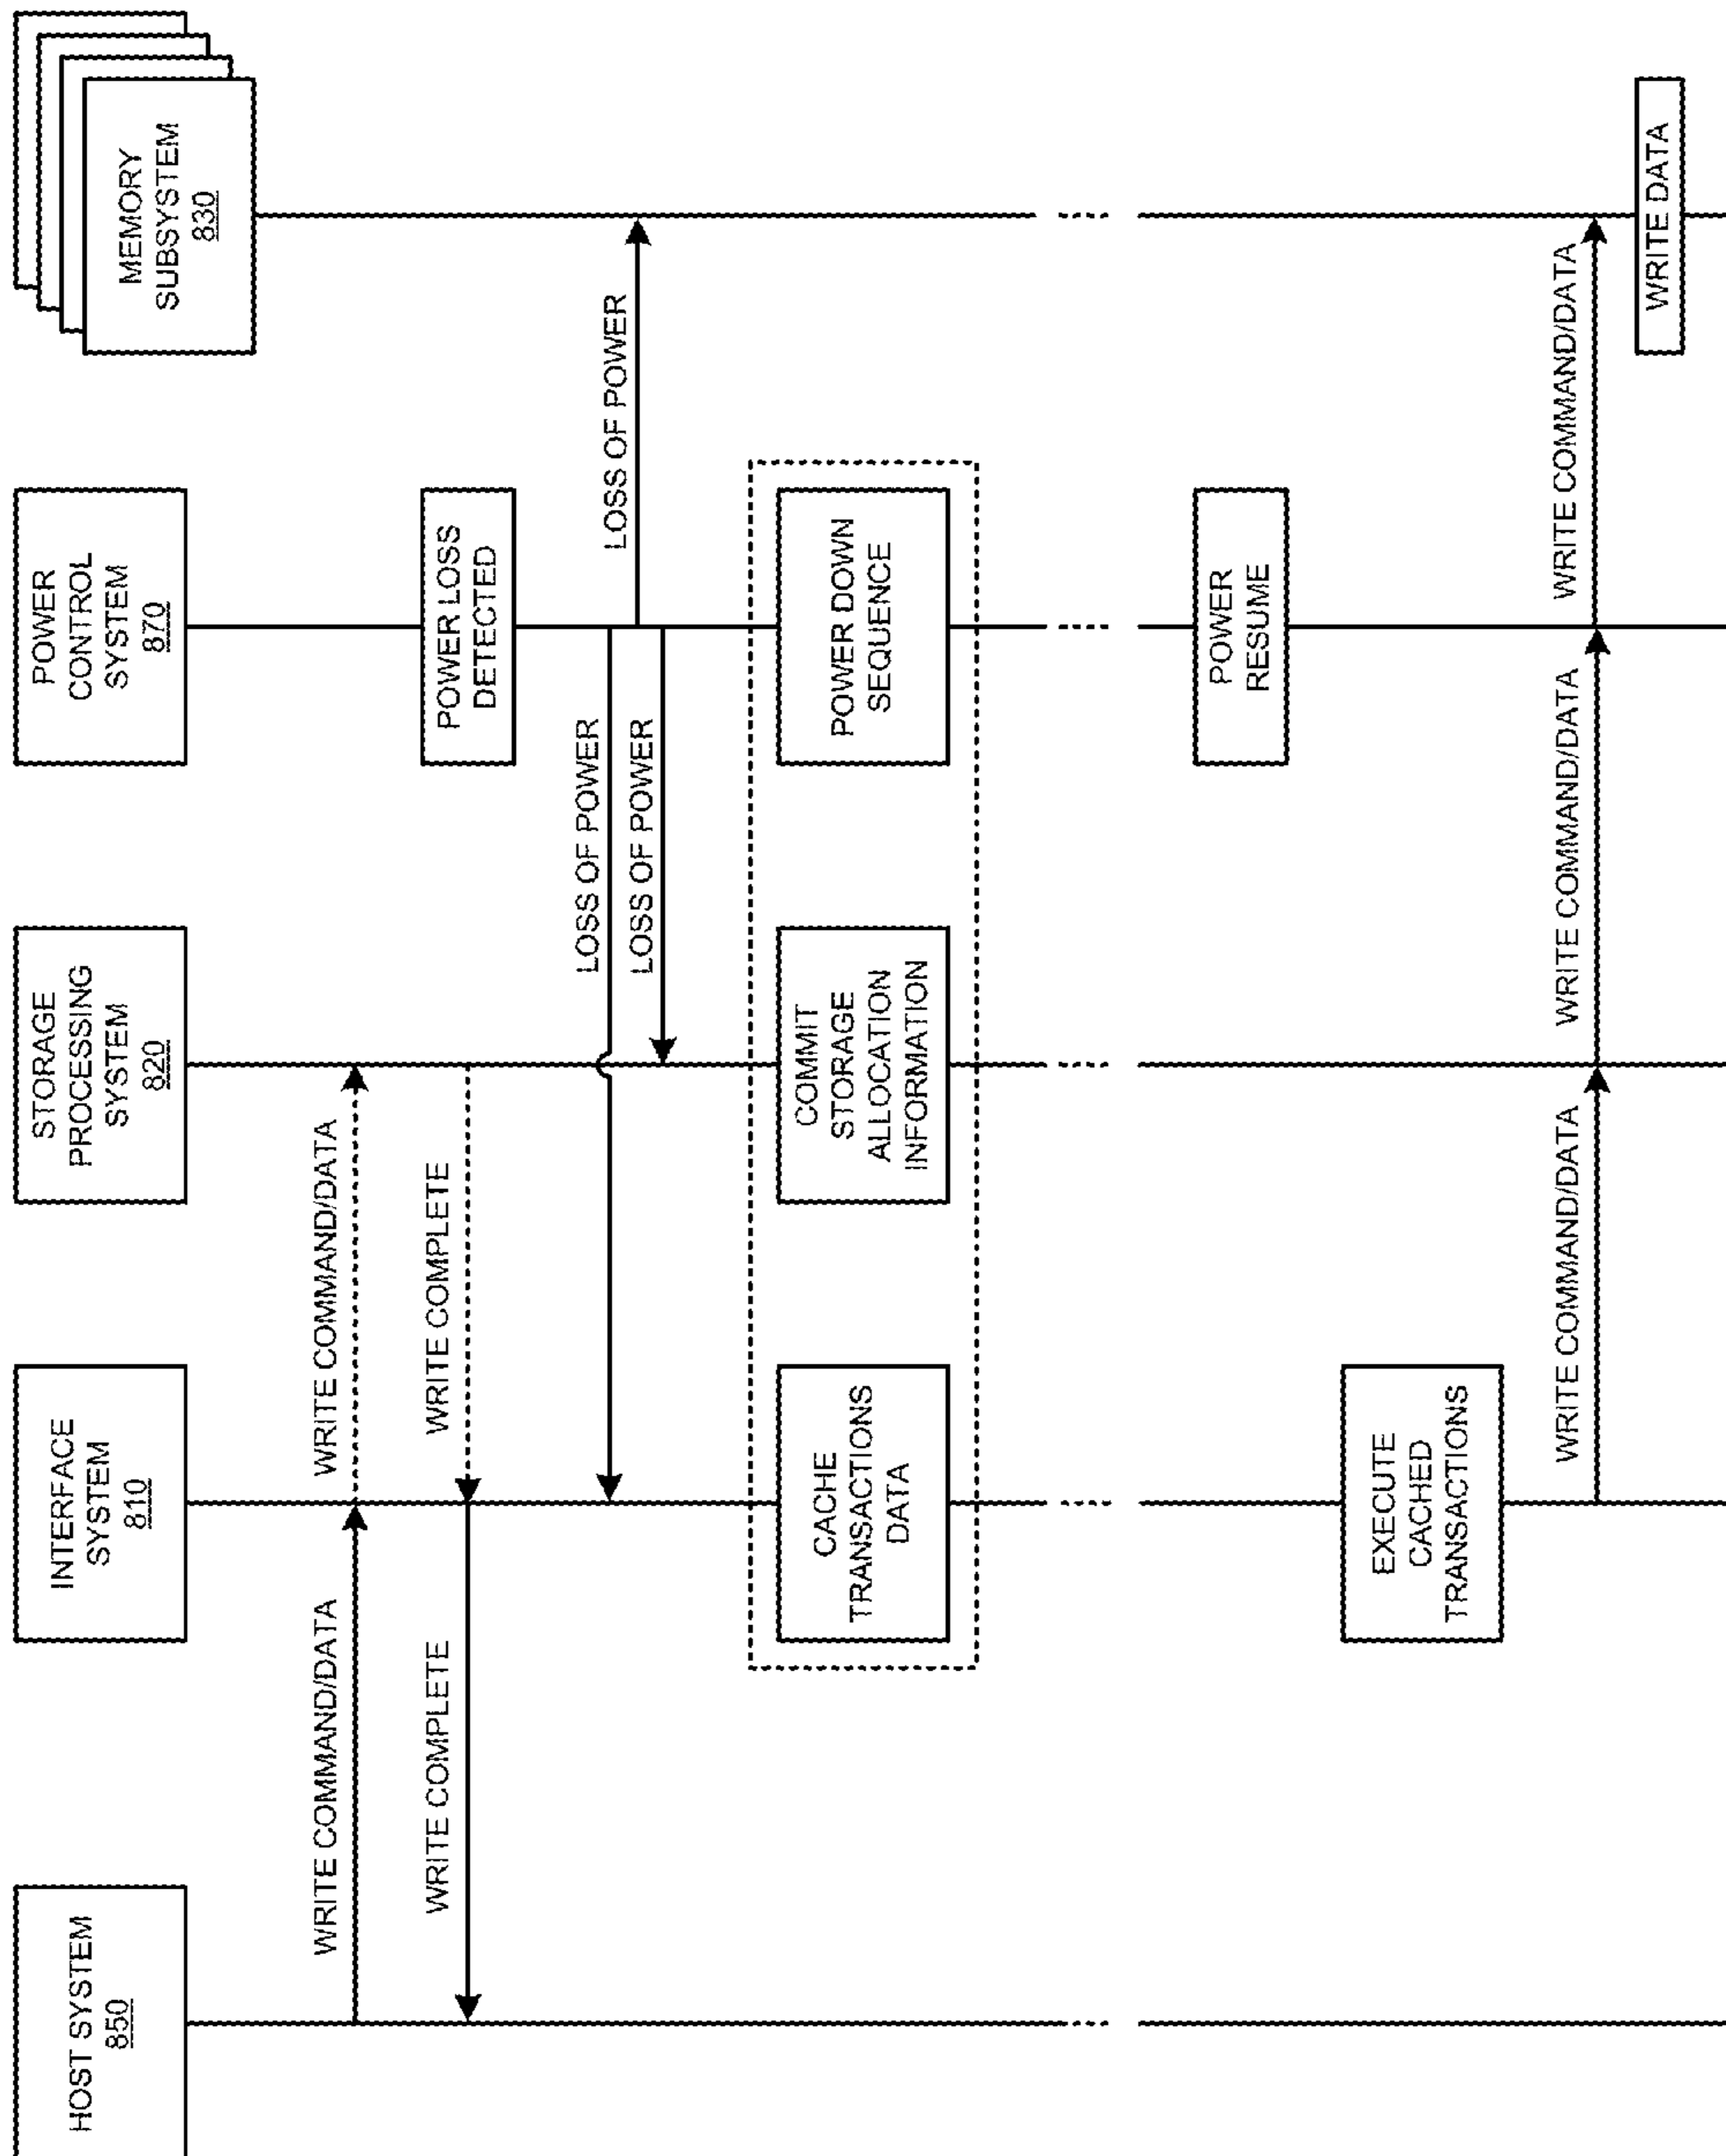 HOST SYSTEM
850
INTERFACE
SYSTEM
810
STORAGE
PROCESSING
SYSTEM
820
POWER
CONTROL
SYSTEM
870
MEMORY
SUBSYSTEM
830
WRITE COMMAND/DATA
WRITE COMMAND/DATA
WRITE COMPLETE
WRITE COMPLETE
POWER LOSS
DETECTED
LOSS OF POWER
LOSS OF POWER
LOSS OF POWER
CACHE
TRANSACTIONS
DATA
COMMIT
STORAGE
ALLOCATION
INFORMATION
POWER DOWN
SEQUENCE
POWER
RESUME
EXECUTE
CACHED
TRANSACTIONS
WRITE COMMAND/DATA
WRITE COMMAND/DATA
WRITE COMMAND/DATA
WRITE DATA